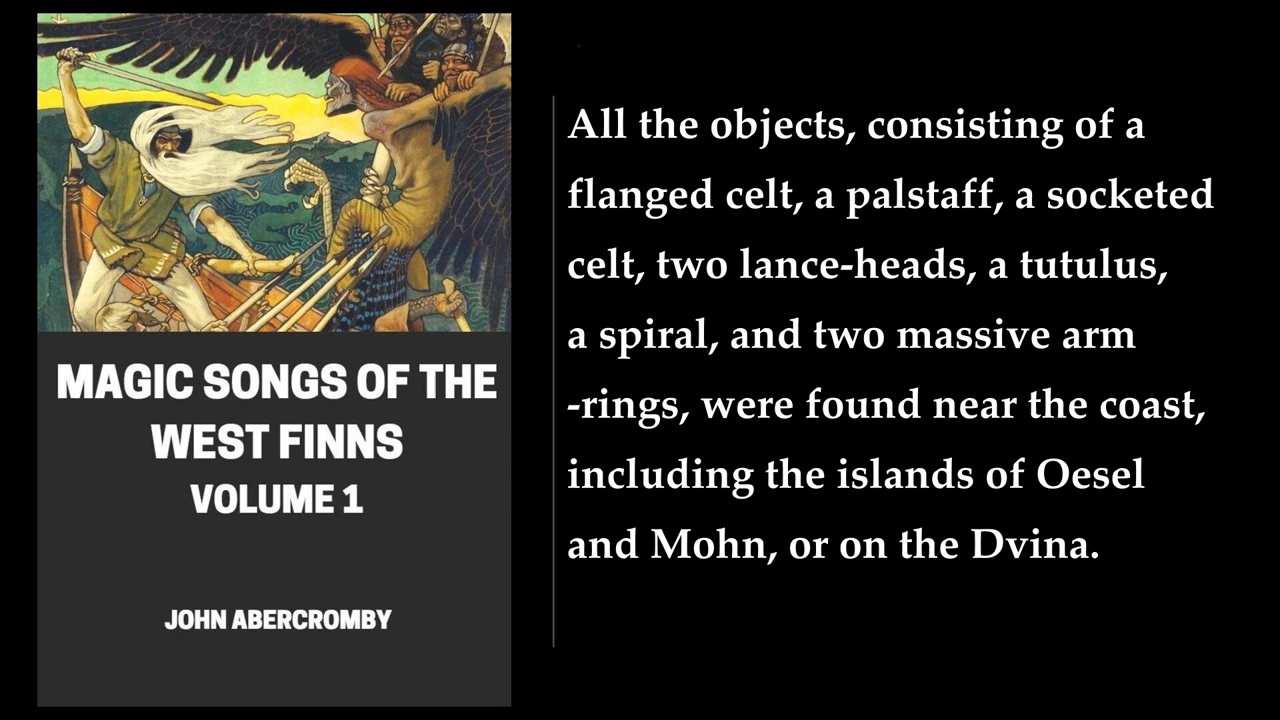 MAGIC SONGS OF THE
WEST FINNS
VOLUME 1
JOHN ABERCROMBY
All the objects, consisting of a
flanged celt, a palstaff, a socketed
celt, two lance-heads, a tutulus,
a spiral, and two massive arm
-rings, were found near the coast,
including the islands of Oesel
and Mohn, or on the Dvina.